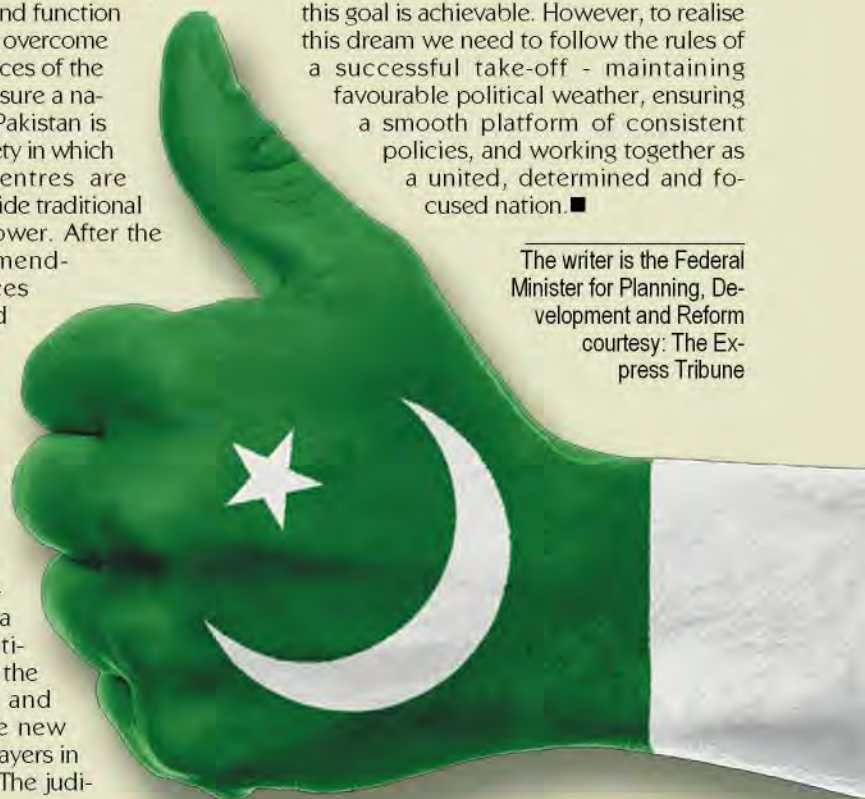 nd function
overcome
ces of the
sure a na-
Pakistan is
ety in which
entres are
ide traditional
ower. After the
mend-
es
d
a
ti-
the
and
e new
ayers in
The judi-
this goal is achievable. However, to realise
this dream we need to follow the rules of
a successful take-off - maintaining
favourable political weather, ensuring
a smooth platform of consistent
policies, and working together as
a united, determined and fo-
cused nation.■
The writer is the Federal
Minister for Planning, De-
velopment and Reform
courtesy: The Ex-
press Tribune